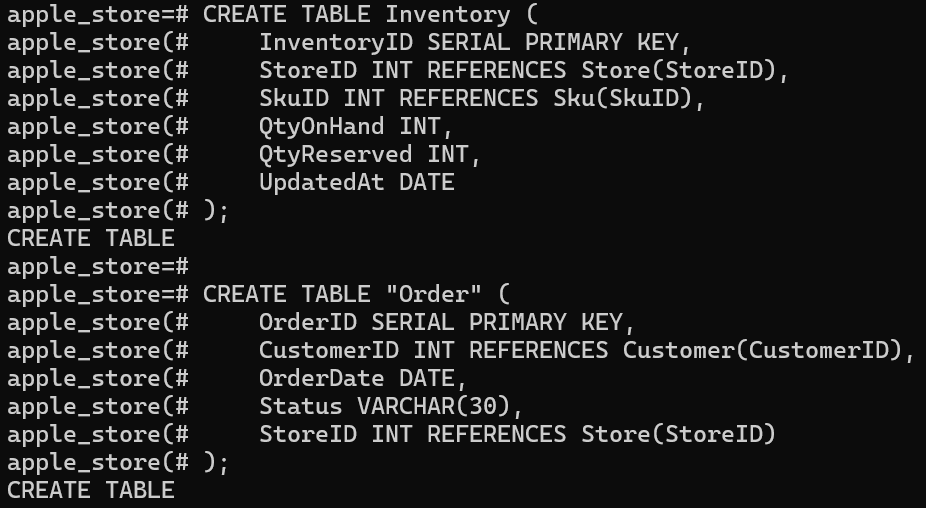 apple_store=# CREATE TABLE Inventory (
apple_store(#     InventoryID SERIAL PRIMARY KEY,
apple_store(#     StoreID INT REFERENCES Store(StoreID),
apple_store(#     SkuID INT REFERENCES Sku(SkuID),
apple_store(#     QtyOnHand INT,
apple_store(#     QtyReserved INT,
apple_store(#     UpdatedAt DATE
apple_store(# );
CREATE TABLE
apple_store=#
apple_store=# CREATE TABLE "Order" (
apple_store(#     OrderID SERIAL PRIMARY KEY,
apple_store(#     CustomerID INT REFERENCES Customer(CustomerID),
apple_store(#     OrderDate DATE,
apple_store(#     Status VARCHAR(30),
apple_store(#     StoreID INT REFERENCES Store(StoreID)
apple_store(# );
CREATE TABLE